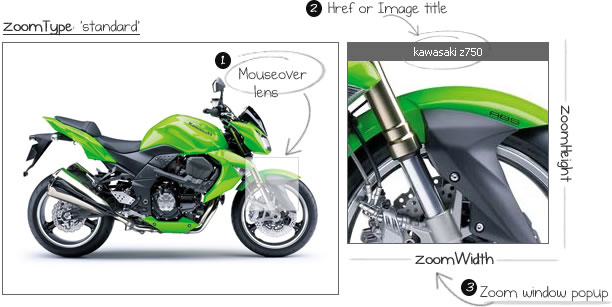 ZoomType: 'standard'
1
Mouseover
lens
2 Href or Image title
kawasaki z750
ABS
ZoomHeight
ZoomWidth
3 Zoom window popup